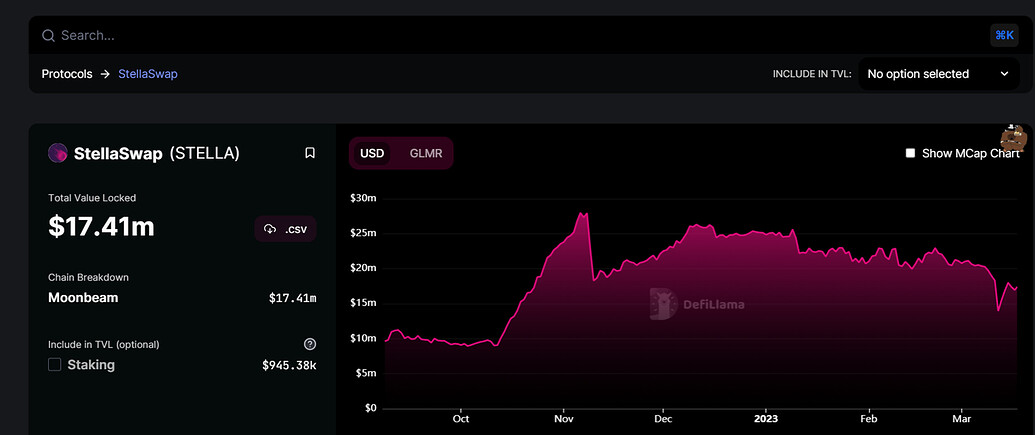 Search...
⌘K
Protocols → StellaSwap
INCLUDE IN TVL:
No option selected
StellaSwap (STELLA)
Total Value Locked
$17.41m
.csv
Chain Breakdown
Moonbeam
$17.41m
Include in TVL (optional)
Staking
$945.38k
USD
GLMR
Show MCap Chart
$30m
$25m
$20m
$15m
$10m
$5m
$0
DefiLlama
Oct
Nov
Dec
2023
Feb
Mar